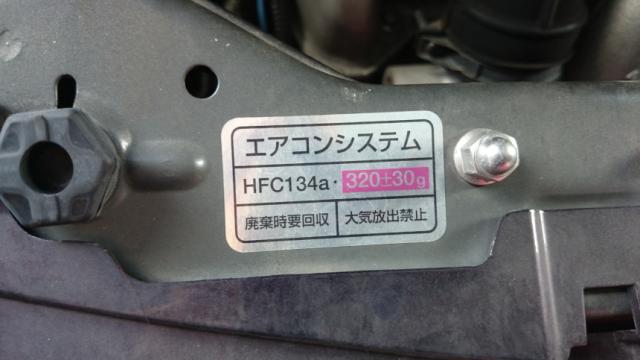 エアコンシステム
HFC134a・320±30g
廃棄時要回収 大気放出禁止